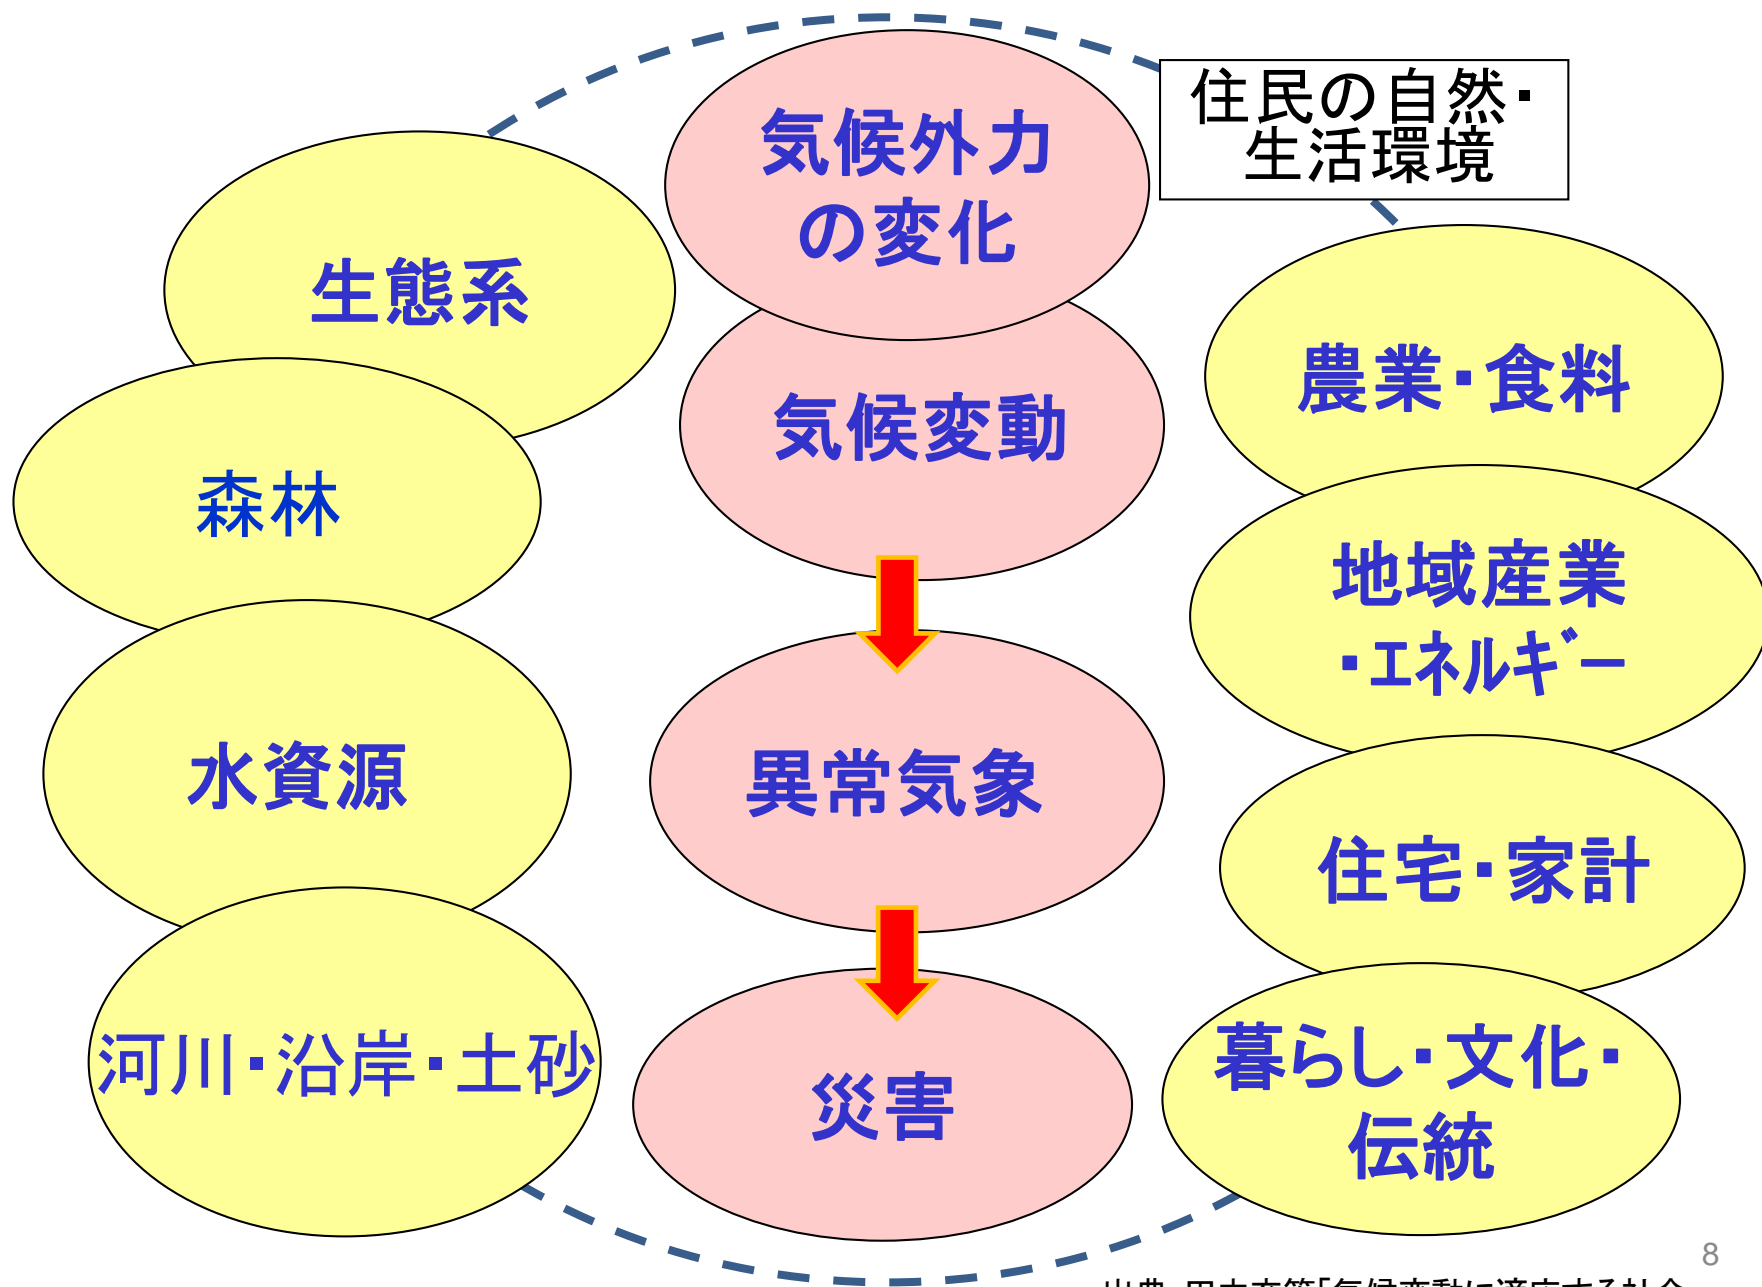 気候外力
の変化
住民の自然・
生活環境
生態系
農業・食料
気候変動
森林
地域産業
・エネルギー
水資源
異常気象
住宅・家計
河川・沿岸・土砂
災害
暮らし・文化・
伝統
8